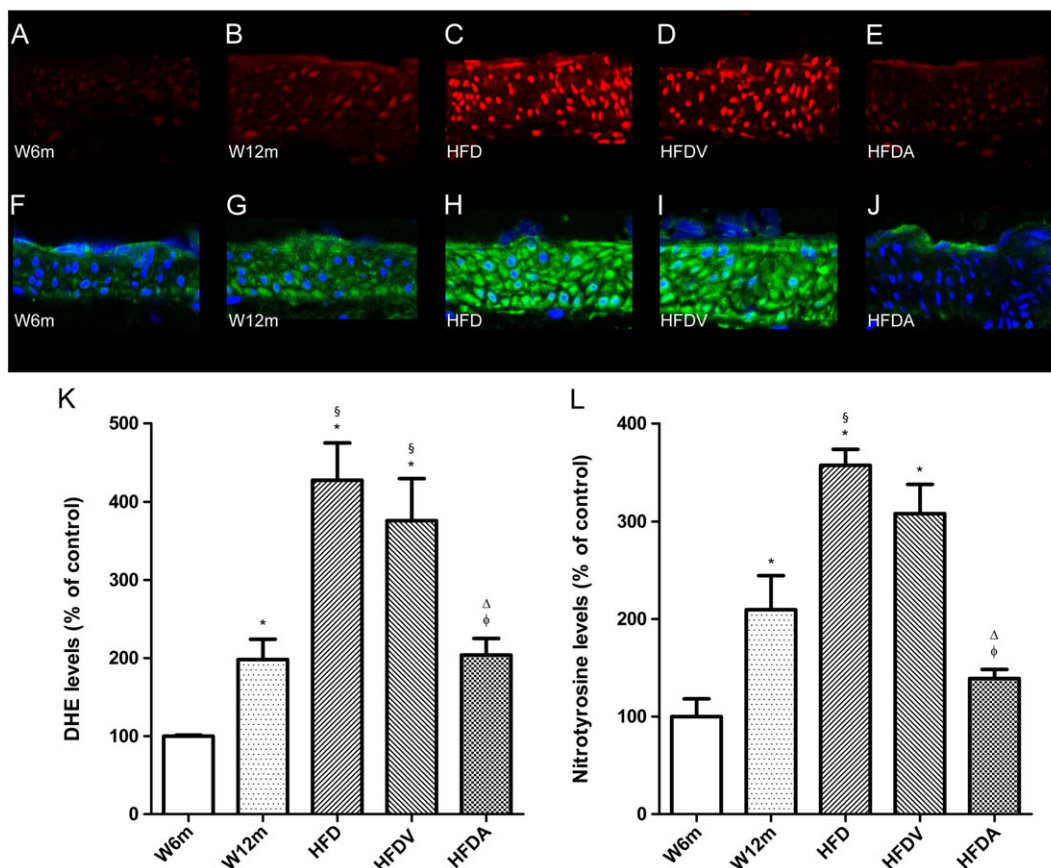 A B C D E
W6m W12m HFD HFDV HFDA
F G H I J
W6m W12m HFD HFDV HFDA
K
DHE levels (% of control)
500
400
300
200
100
0
*
*
§
*
§
*
Δ
ϕ
W6m W12m HFD HFDV HFDA
L
Nitrotyrosine levels (% of control)
400
300
200
100
0
*
§
*
*
Δ
ϕ
W6m W12m HFD HFDV HFDA